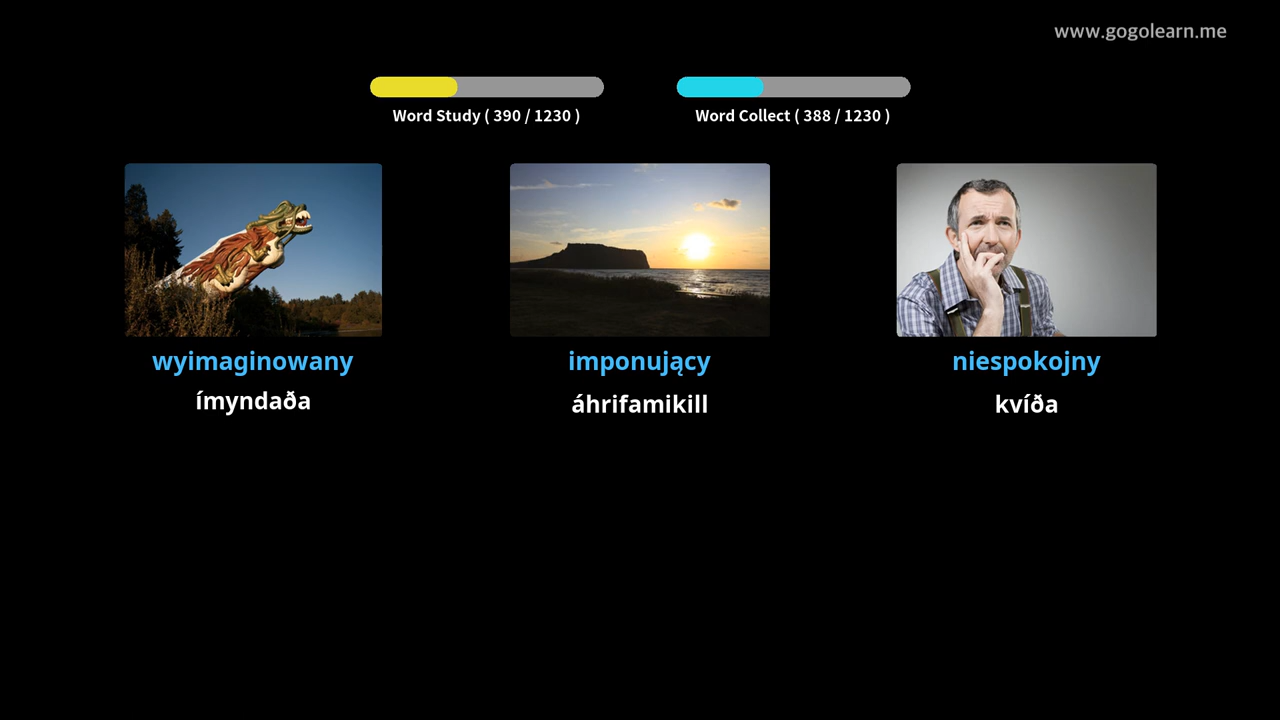 www.gogolearn.me
Word Study ( 390 / 1230 )
Word Collect ( 388 / 1230 )
wyimaginowany
imponujący
niespokojny
ímyndaða
áhrifamikill
kvíða